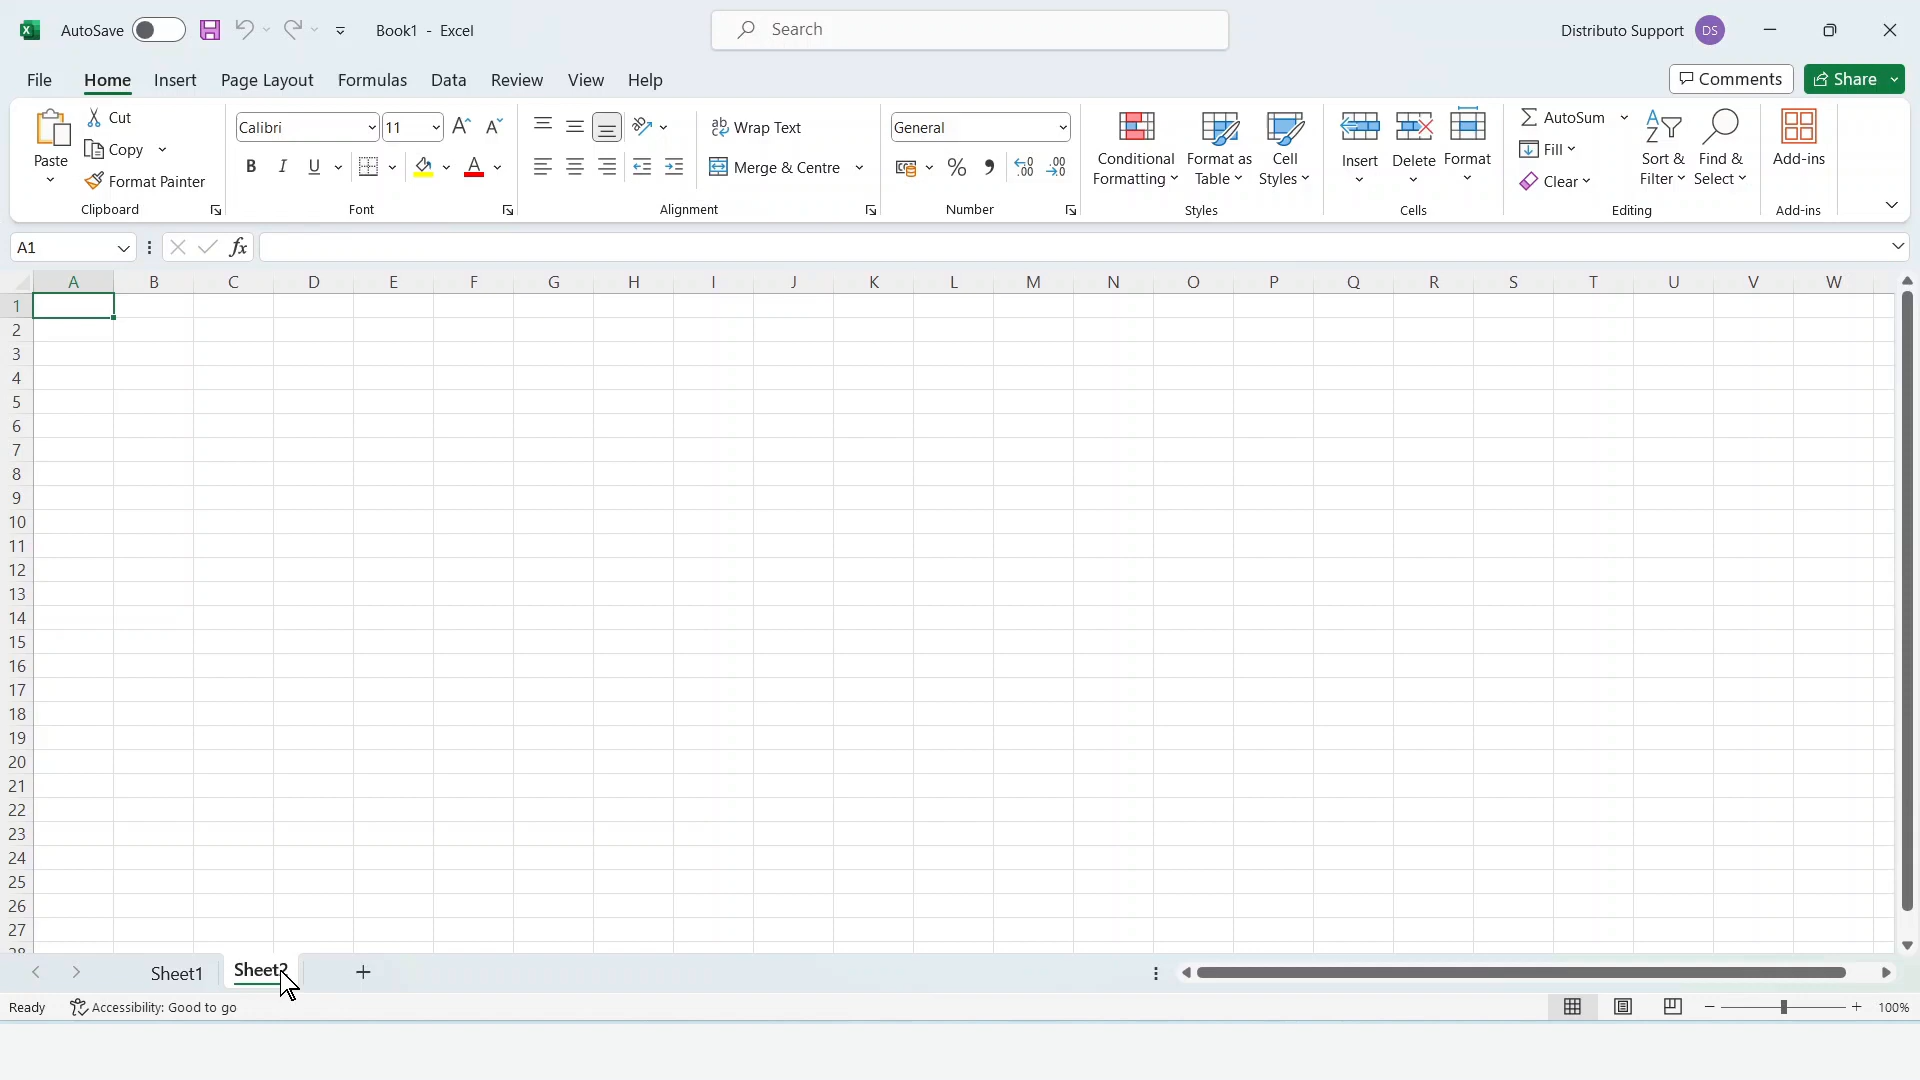 AutoSave
Book1 - Excel
Search
Distributo Support
DS
File
Home
Insert
Page Layout
Formulas
Data
Review
View
Help
Comments
Share
Paste
Cut
Copy
Format Painter
Clipboard
Calibri
11
B I U
A
Font
ab Wrap Text
Merge & Centre
Alignment
General
%
Number
Conditional
Formatting
Format as
Table
Cell
Styles
Styles
Insert
Delete
Format
Cells
AutoSum
Fill
Clear
Sort &
Filter
Find &
Select
Editing
Add-ins
Add-ins
A1
fx
A B C D E F G H I J K L M N O P Q R S T U V W
1
2
3
4
5
6
7
8
9
10
11
12
13
14
15
16
17
18
19
20
21
22
23
24
25
26
27
28
Sheet1
Sheet2
Ready
Accessibility: Good to go
100%